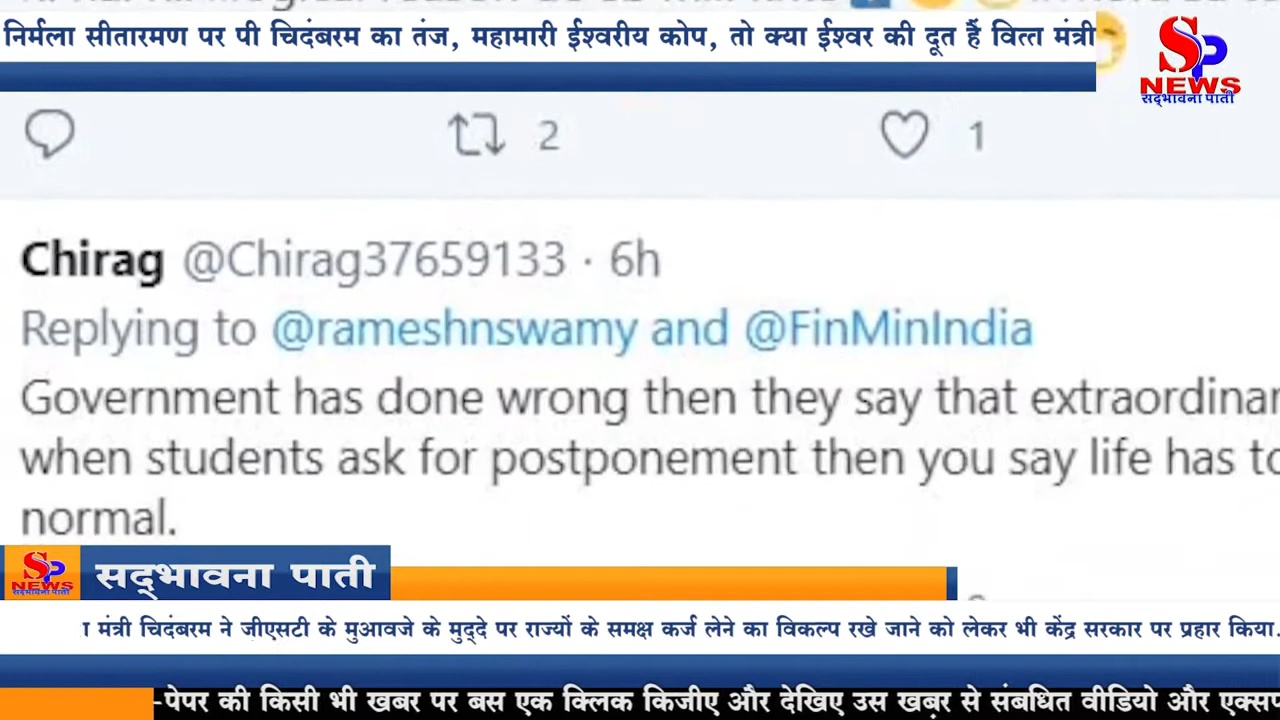 निर्मला सीतारमण पर पी चिदंबरम का तंज, महामारी ईश्वरीय कोप, तो क्या ईश्वर की दूत हैं वित्त मंत्री
SP
NEWS
सद्भावना पाती
2 1
Chirag @Chirag37659133 · 6h
Replying to @rameshnswamy and @FinMinIndia
Government has done wrong then they say that
when students ask for postponement then you say life has to
normal.
SP
NEWS
सद्भावना पाती
सद्भावना पाती
मंत्री चिदंबरम ने जीएसटी के मुआवजे के मुद्दे पर राज्यों के समक्ष कर्ज लेने का विकल्प रखे जाने को लेकर भी केंद्र सरकार पर प्रहार किया.
-पेपर की किसी भी खबर पर बस एक क्लिक किजीए और देखिए उस खब़र से संबधित वीडियो और